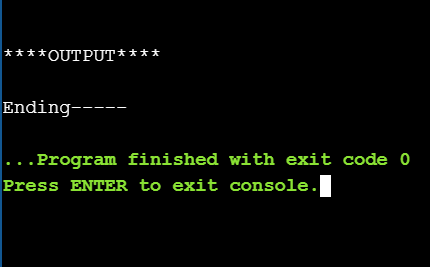 ****OUTPUT****
Ending-----
...Program finished with exit code 0
Press ENTER to exit console.